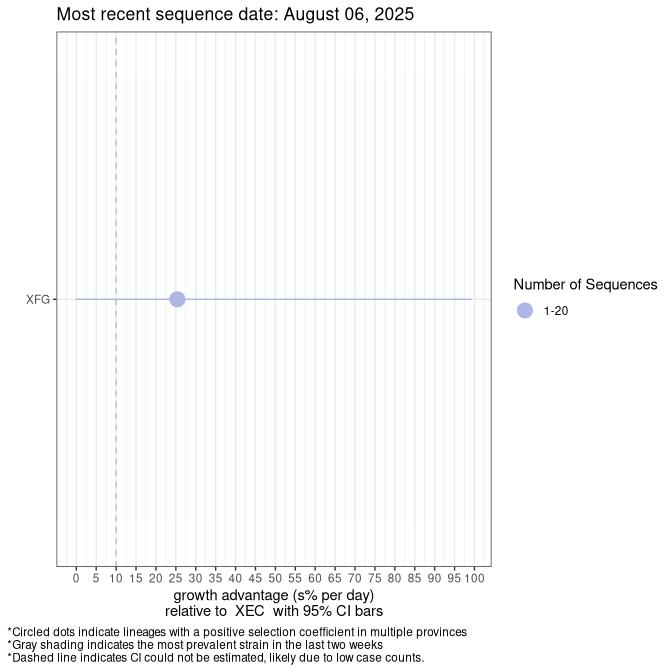 Most recent sequence date: August 06, 2025
XFG
Number of Sequences
1-20
0 5 10 15 20 25 30 35 40 45 50 55 60 65 70 75 80 85 90 95 100
growth advantage (s% per day)
relative to XEC with 95% CI bars
*Circled dots indicate lineages with a positive selection coefficient in multiple provinces
*Gray shading indicates the most prevalent strain in the last two weeks
*Dashed line indicates CI could not be estimated, likely due to low case counts.